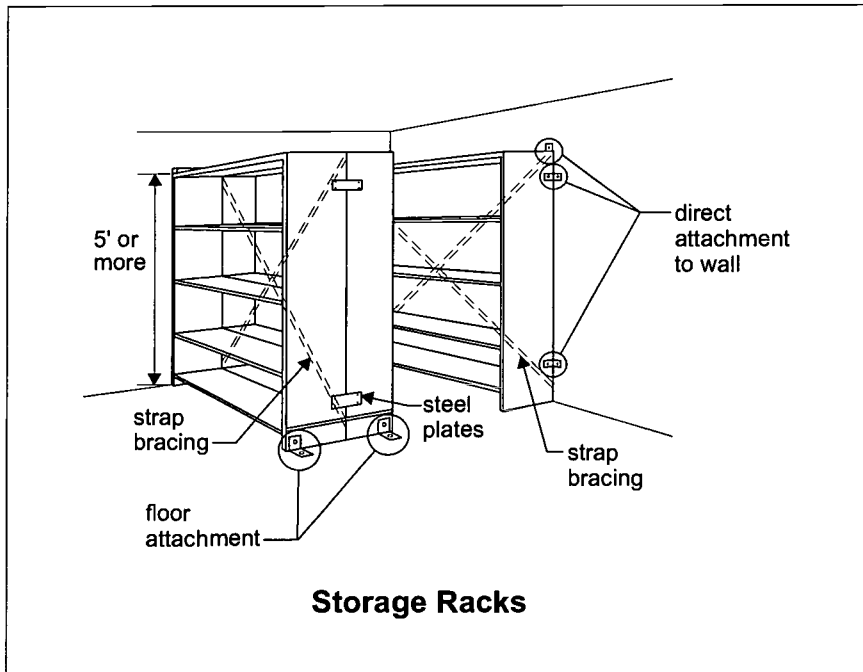 5' or
more
direct
attachment
to wall
strap
bracing
steel
plates
strap
bracing
floor
attachment
Storage Racks